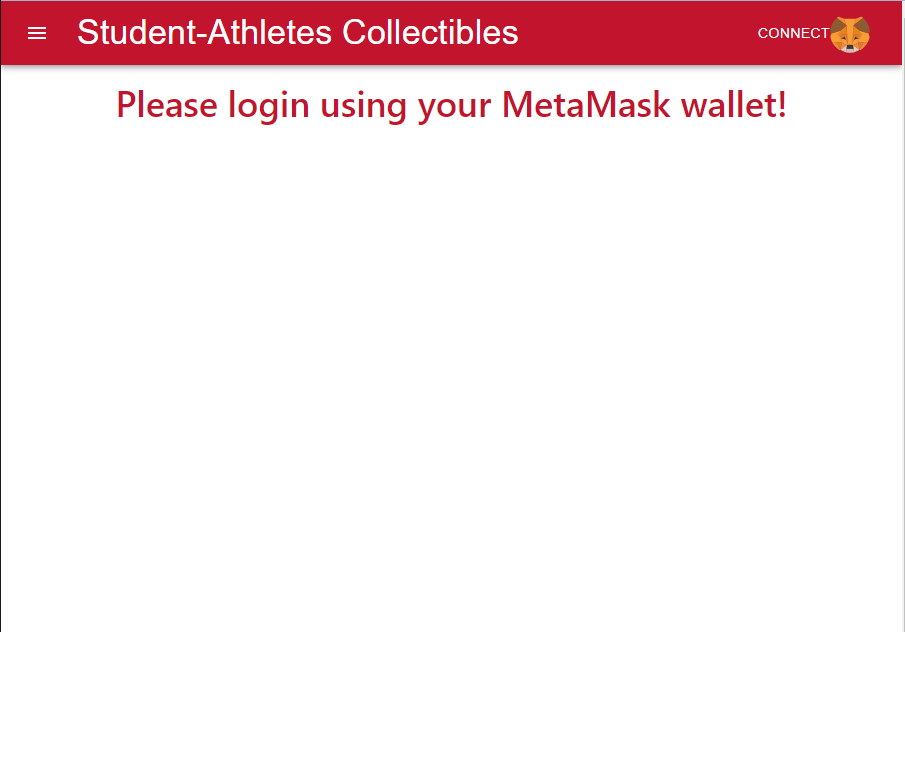 Student-Athletes Collectibles
CONNECT
Please login using your MetaMask wallet!